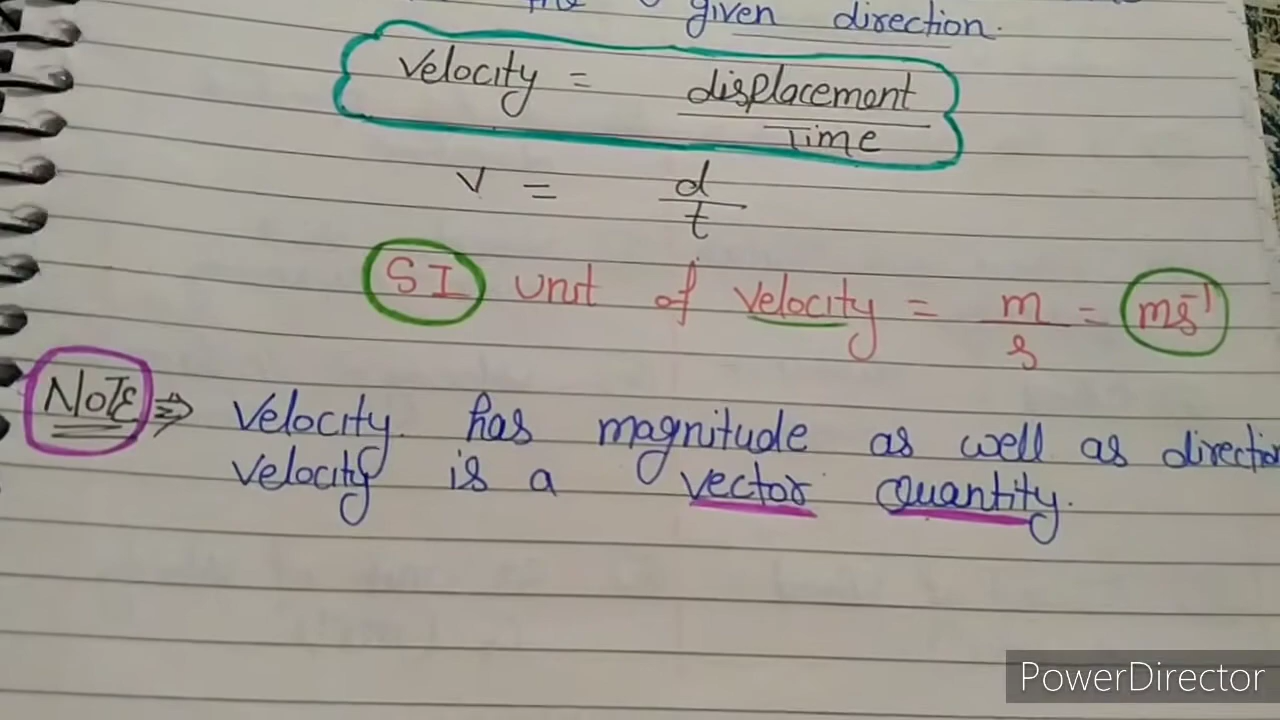 given direction.
Velocity = displacement
Time
v = d
t
SI unit of velocity = m = ms⁻¹
s
NOTE ⇒ Velocity has magnitude as well as direction
velocity is a vector quantity.
PowerDirector